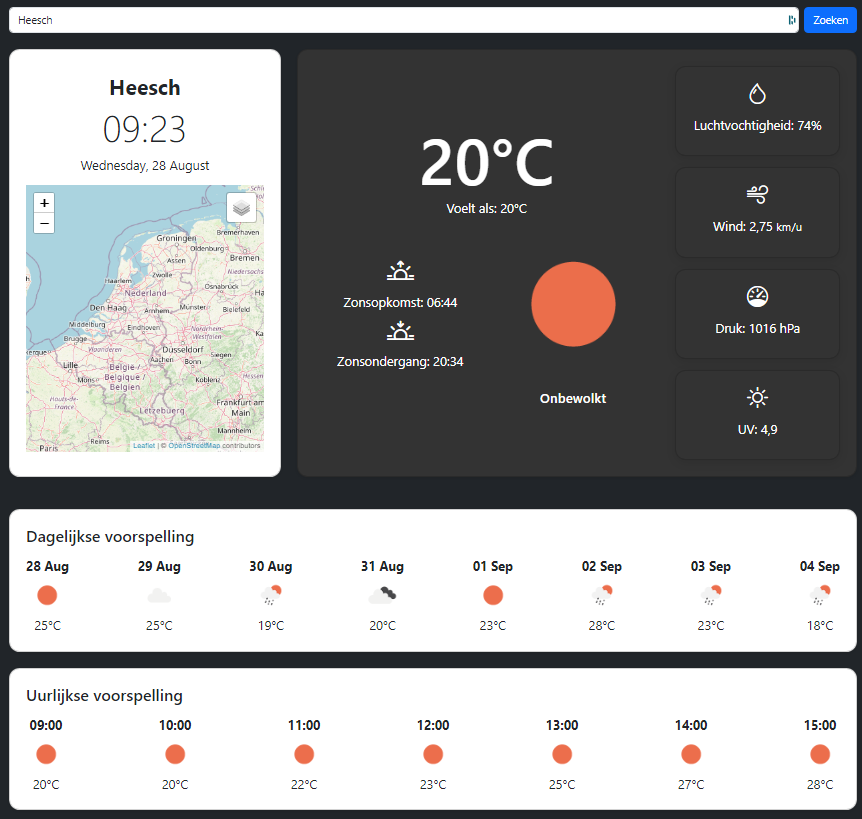 Heesch
Zoeken
Heesch
09:23
Wednesday, 28 August
+
−
Groningen
Bremerhaven
Oldenburg
Bremen
Assen
Zwolle
Niedersachsen
Haarlem
Nederland
Osnabrück
Den Haag
Arnhem
Münster
Bielefeld
Middelburg
Eindhoven
Nordrhein-
Westfalen
Brugge
Vlaanderen
Düsseldorf
Lille
Aachen
Bonn
Siegen
België /
Belgique /
Belgien
Mons
Koblenz
Hessen
Hauts-de-
France
Frankfurt am
Main
Lëtzebuerg
Mannheim
Reims
Paris
Leaflet | © OpenStreetMap contributors
20°C
Voelt als: 20°C
Zonsopkomst: 06:44
Zonsondergang: 20:34
Onbewolkt
Luchtvochtigheid: 74%
Wind: 2,75 km/u
Druk: 1016 hPa
UV: 4,9
Dagelijkse voorspelling
28 Aug 29 Aug 30 Aug 31 Aug 01 Sep 02 Sep 03 Sep 04 Sep
25°C 25°C 19°C 20°C 23°C 28°C 23°C 18°C
Uurlijkse voorspelling
09:00 10:00 11:00 12:00 13:00 14:00 15:00
20°C 20°C 22°C 23°C 25°C 27°C 28°C